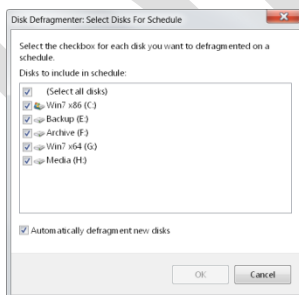 Disk Defragmenter: Select Disks For Schedule
Select the checkbox for each disk you want to defragmented on a
schedule.
Disks to include in schedule:
(Select all disks)
Win7 x86 (C:)
Backup (E:)
Archive (F:)
Win7 x64 (G:)
Media (H:)
Automatically defragment new disks
OK Cancel